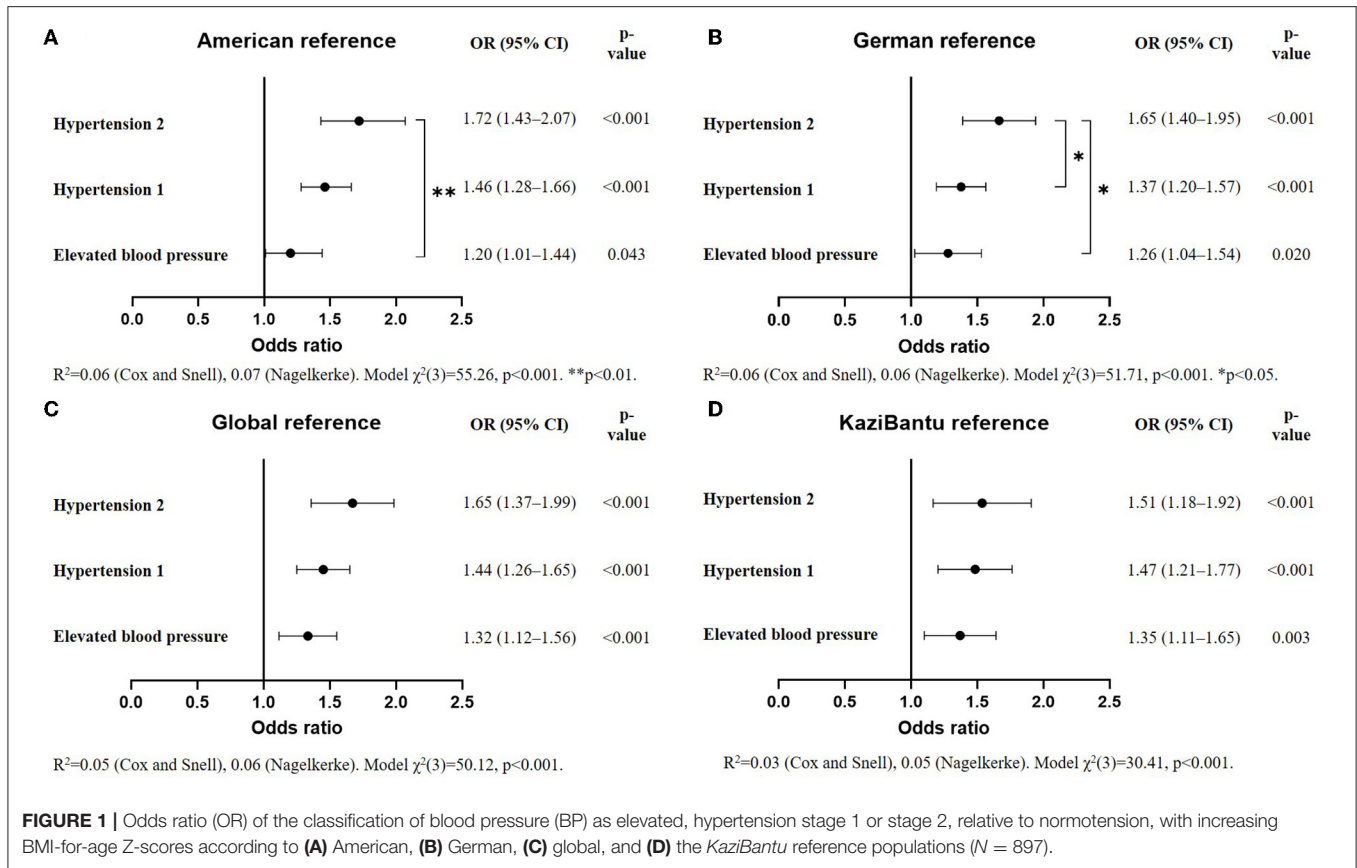 A
American reference
OR (95% CI)
p-
value
Hypertension 2
1.72 (1.43–2.07)
<0.001
Hypertension 1
1.46 (1.28–1.66)
<0.001
**
Elevated blood pressure
1.20 (1.01–1.44)
0.043
0.0 0.5 1.0 1.5 2.0 2.5
Odds ratio
R²=0.06 (Cox and Snell), 0.07 (Nagelkerke). Model χ²(3)=55.26, p<0.001. **p<0.01.
B
German reference
OR (95% CI)
p-
value
Hypertension 2
1.65 (1.40–1.95)
<0.001
*
Hypertension 1
1.37 (1.20–1.57)
<0.001
*
Elevated blood pressure
1.26 (1.04–1.54)
0.020
0.0 0.5 1.0 1.5 2.0 2.5
Odds ratio
R²=0.06 (Cox and Snell), 0.06 (Nagelkerke). Model χ²(3)=51.71, p<0.001. *p<0.05.
C
Global reference
OR (95% CI)
p-
value
Hypertension 2
1.65 (1.37–1.99)
<0.001
Hypertension 1
1.44 (1.26–1.65)
<0.001
Elevated blood pressure
1.32 (1.12–1.56)
<0.001
0.0 0.5 1.0 1.5 2.0 2.5
Odds ratio
R²=0.05 (Cox and Snell), 0.06 (Nagelkerke). Model χ²(3)=50.12, p<0.001.
D
KaziBantu reference
OR (95% CI)
p-
value
Hypertension 2
1.51 (1.18–1.92)
<0.001
Hypertension 1
1.47 (1.21–1.77)
<0.001
Elevated blood pressure
1.35 (1.11–1.65)
0.003
0.0 0.5 1.0 1.5 2.0 2.5
Odds ratio
R²=0.03 (Cox and Snell), 0.05 (Nagelkerke). Model χ²(3)=30.41, p<0.001.
FIGURE 1 | Odds ratio (OR) of the classification of blood pressure (BP) as elevated, hypertension stage 1 or stage 2, relative to normotension, with increasing
BMI-for-age Z-scores according to (A) American, (B) German, (C) global, and (D) the KaziBantu reference populations (N = 897).